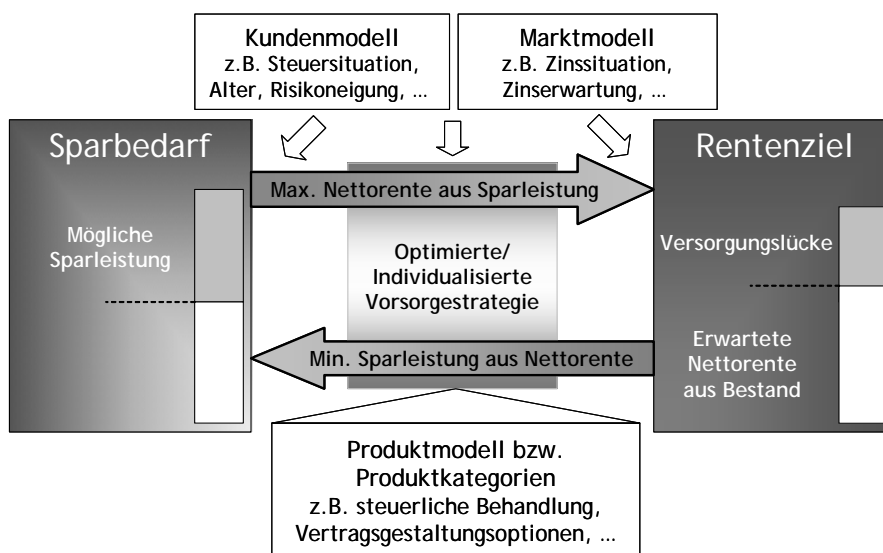 Kundenmodell
z.B. Steuersituation,
Alter, Risikoneigung, ...
Marktmodell
z.B. Zinssituation,
Zinserwartung, ...
Sparbedarf
Rentenziel
Max. Nettorente aus Sparleistung
Mögliche
Sparleistung
Optimierte/
Individualisierte
Vorsorgestrategie
Versorgungslücke
Min. Sparleistung aus Nettorente
Erwartete
Nettorente
aus Bestand
Produktmodell bzw.
Produktkategorien
z.B. steuerliche Behandlung,
Vertragsgestaltungsoptionen, ...